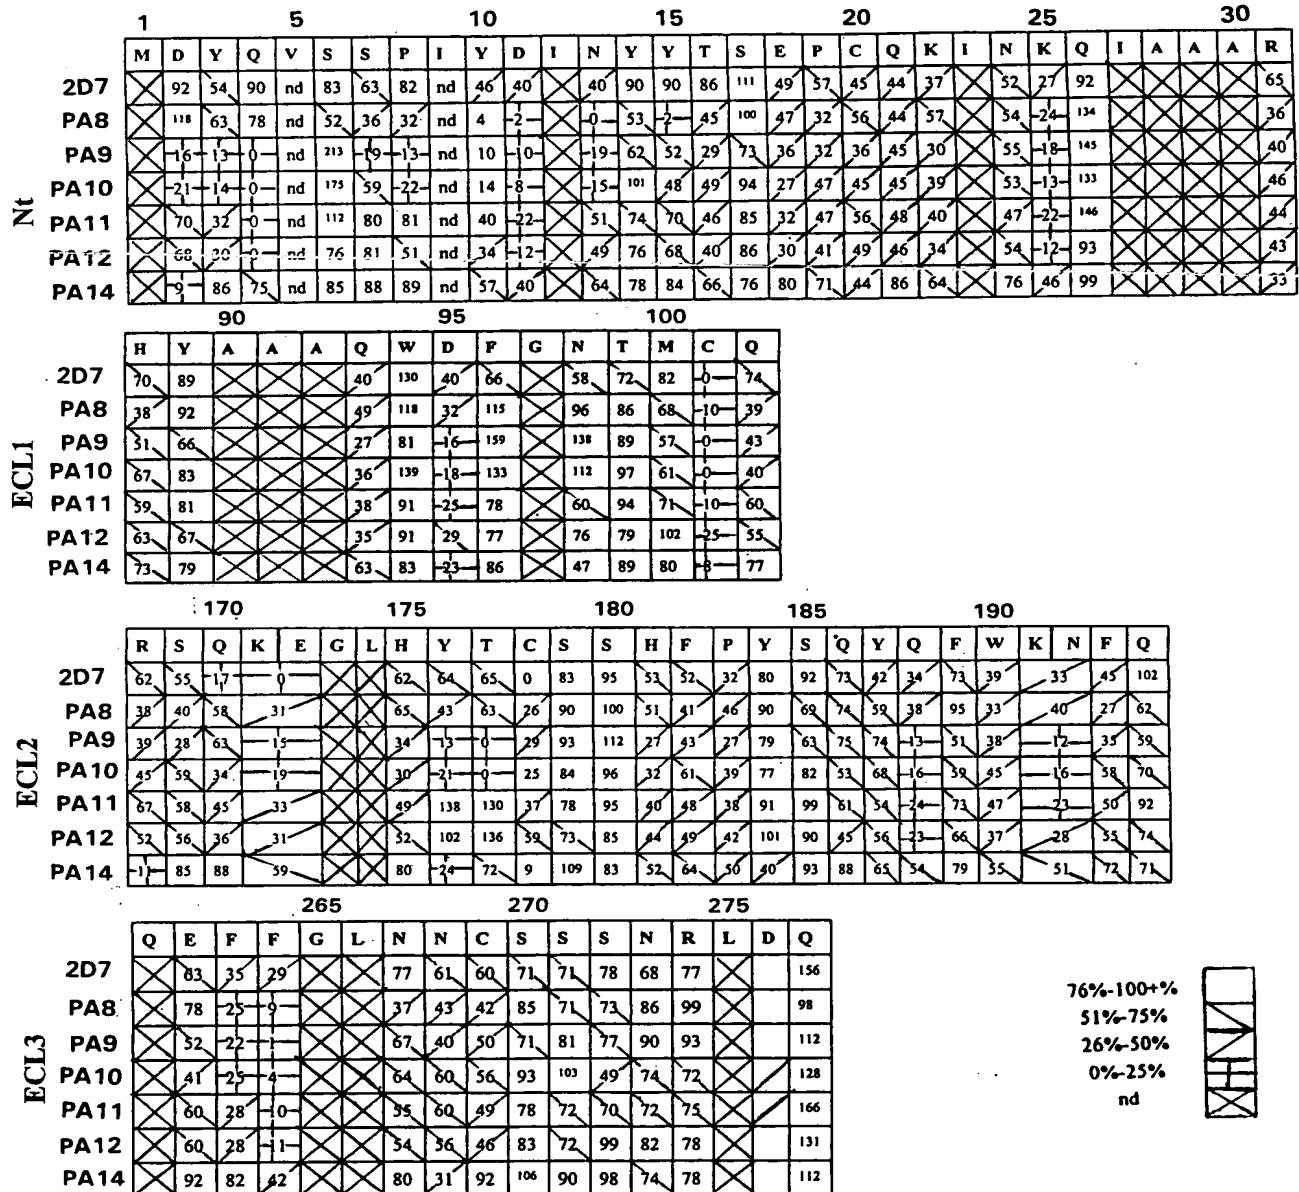 1 5 10 15 20 25 30
M D Y Q V S S P I Y D I N Y Y T S E P C Q K I N K Q I A A A R
Nt
2D7 92 54 90 nd 83 63 82 nd 46 40 40 90 90 86 111 49 57 45 44 37 52 27 92 65
PA8 118 63 78 nd 52 36 32 nd 4 2 0 53 2 45 100 47 32 56 44 57 54 24 134 36
PA9 16 13 0 nd 213 19 13 nd 10 10 19 62 52 29 73 36 32 36 45 30 55 18 145 40
PA10 21 14 0 nd 175 59 22 nd 14 8 15 101 48 49 94 27 47 45 45 39 53 13 133 46
PA11 70 32 0 nd 112 80 81 nd 40 22 51 74 70 46 85 32 47 56 48 40 47 22 146 44
PA12 68 30 0 nd 76 81 51 nd 34 12 49 76 68 40 86 30 41 49 46 34 54 12 93 43
PA14 9 86 75 nd 85 88 89 nd 57 40 64 78 84 66 76 80 71 44 86 64 76 46 99 53
90 95 100
H Y A A A Q W D F G N T M C Q
ECL1
2D7 70 89 40 130 40 66 58 72 82 0 74
PA8 38 92 49 118 32 115 96 86 68 10 39
PA9 51 66 27 81 16 159 138 89 57 0 43
PA10 67 83 36 139 18 133 112 97 61 0 40
PA11 59 81 38 91 25 78 60 94 71 10 60
PA12 63 67 35 91 29 77 76 79 102 25 55
PA14 73 79 63 83 23 86 47 89 80 8 77
170 175 180 185 190
R S Q K E G L H Y T C S S H F P Y S Q Y Q F W K N F Q
ECL2
2D7 62 55 17 0 62 64 65 0 83 95 53 52 32 80 92 73 42 34 73 39 33 45 102
PA8 38 40 58 31 65 43 63 26 90 100 51 41 46 90 69 74 59 38 95 33 40 27 62
PA9 39 28 63 15 34 13 0 29 93 112 27 43 27 79 63 75 74 13 51 38 12 35 59
PA10 45 59 34 19 30 21 0 25 84 96 32 61 39 77 82 53 68 16 59 45 16 58 70
PA11 67 58 45 33 49 138 130 37 78 95 40 48 38 91 99 61 54 24 73 47 23 50 92
PA12 52 56 36 31 52 102 136 59 73 85 44 49 42 101 90 45 56 23 66 37 28 55 74
PA14 1 85 88 59 80 24 72 9 109 83 52 64 50 40 93 88 65 54 79 55 51 72 71
265 270 275
Q E F F G L N N C S S S N R L D Q
ECL3
2D7 63 35 29 77 61 60 71 71 78 68 77 156
PA8 78 25 9 37 43 42 85 71 73 86 99 98
PA9 52 22 1 67 40 50 71 81 77 90 93 112
PA10 41 25 4 64 60 56 93 103 49 74 72 128
PA11 60 28 10 55 60 49 78 72 70 72 75 166
PA12 60 28 1 54 56 46 83 72 99 82 78 131
PA14 92 82 42 80 31 92 106 90 98 74 78 112
76%-100+%
51%-75%
26%-50%
0%-25%
nd